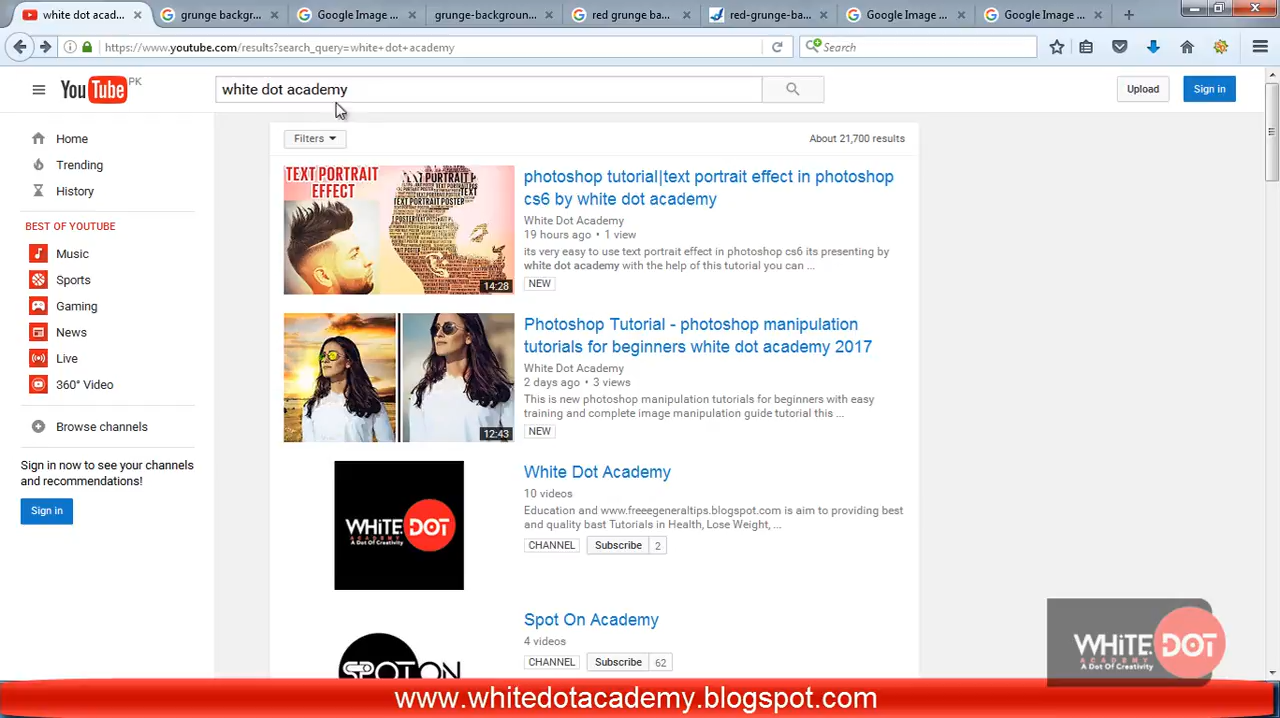 white dot acad...
grunge backgr...
Google Image ...
grunge-backgroun...
red grunge ba...
red-grunge-ba...
Google Image ...
Google Image ...
https://www.youtube.com/results?search_query=white+dot+academy
Search
YouTube PK
white dot academy
Upload
Sign in
Home
Trending
History
BEST OF YOUTUBE
Music
Sports
Gaming
News
Live
360° Video
Browse channels
Sign in now to see your channels
and recommendations!
Sign in
Filters
About 21,700 results
TEXT PORTRAIT
EFFECT
14:28
photoshop tutorial|text portrait effect in photoshop
cs6 by white dot academy
White Dot Academy
19 hours ago • 1 view
its very easy to use text portrait effect in photoshop cs6 its presenting by
white dot academy with the help of this tutorial you can ...
NEW
12:43
Photoshop Tutorial - photoshop manipulation
tutorials for beginners white dot academy 2017
White Dot Academy
2 days ago • 3 views
This is new photoshop manipulation tutorials for beginners with easy
training and complete image manipulation guide tutorial this ...
NEW
WHiTE DOT
ACADEMY
A Dot Of Creativity
White Dot Academy
10 videos
Education and www.freeegeneraltips.blogspot.com is aim to providing best
and quality bast Tutorials in Health, Lose Weight, ...
CHANNEL
Subscribe 2
SPOT ON
Spot On Academy
4 videos
CHANNEL
Subscribe 62
WHiTE DOT
ACADEMY
A Dot Of Creativity
www.whitedotacademy.blogspot.com